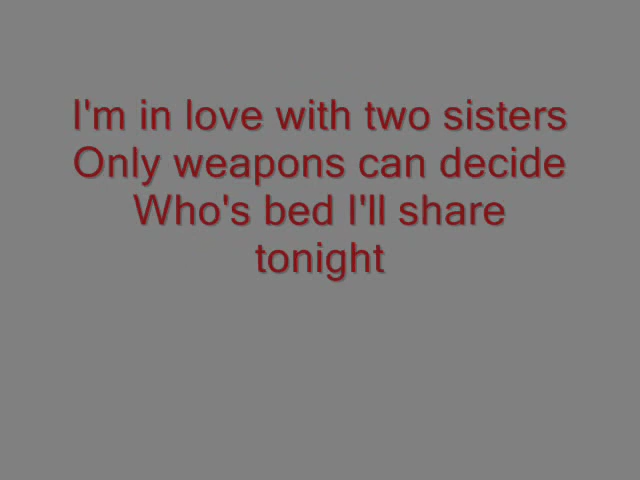 I'm in love with two sisters
Only weapons can decide
Who's bed I'll share
tonight